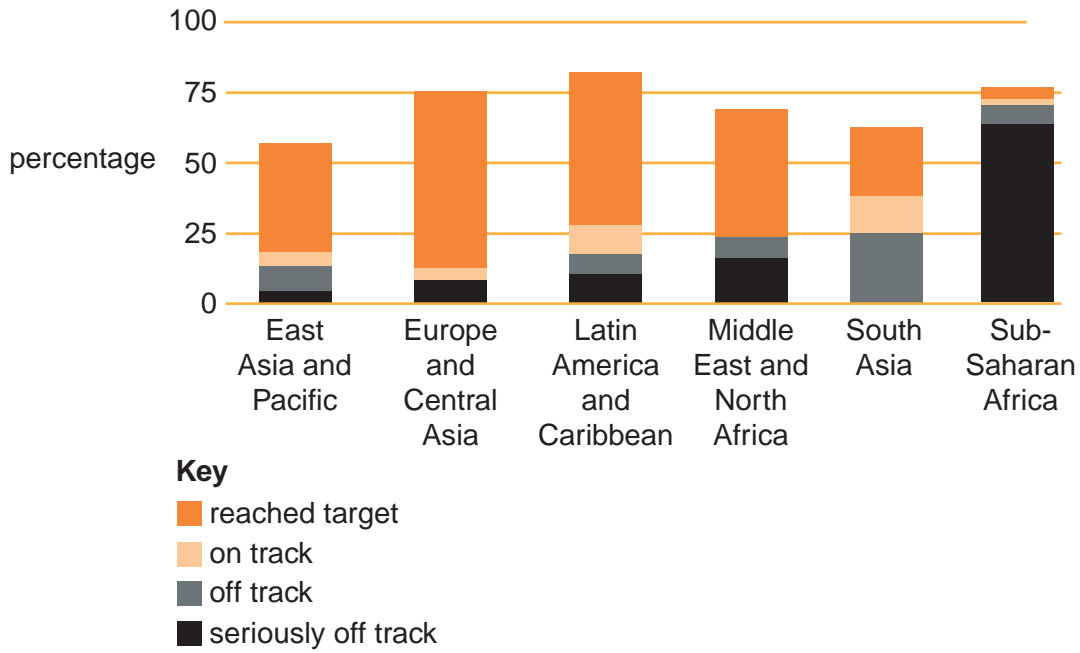 100
75
percentage
50
25
0
East
Asia and
Pacific
Europe
and
Central
Asia
Latin
America
and
Caribbean
Middle
East and
North
Africa
South
Asia
Sub-
Saharan
Africa
Key
reached target
on track
off track
seriously off track